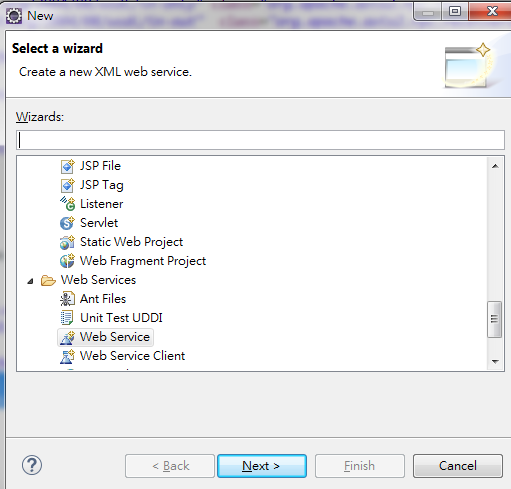 New
Select a wizard
Create a new XML web service.
Wizards:
JSP File
JSP Tag
Listener
Servlet
Static Web Project
Web Fragment Project
Web Services
Ant Files
Unit Test UDDI
Web Service
Web Service Client
< Back
Next >
Finish
Cancel